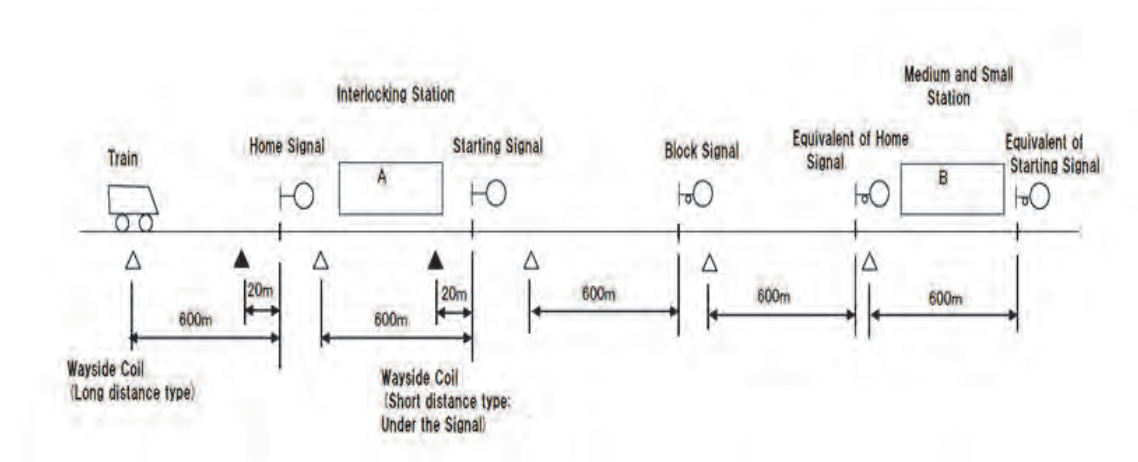 Medium and Small
Station
Interlocking Station
Train
Home Signal
Starting Signal
Block Signal
Equivalent of Home
Signal
Equivalent of
Starting Signal
A
B
20m
20m
600m
600m
600m
600m
600m
Wayside Coil
(Long distance type)
Wayside Coil
(Short distance type:
Under the Signal)